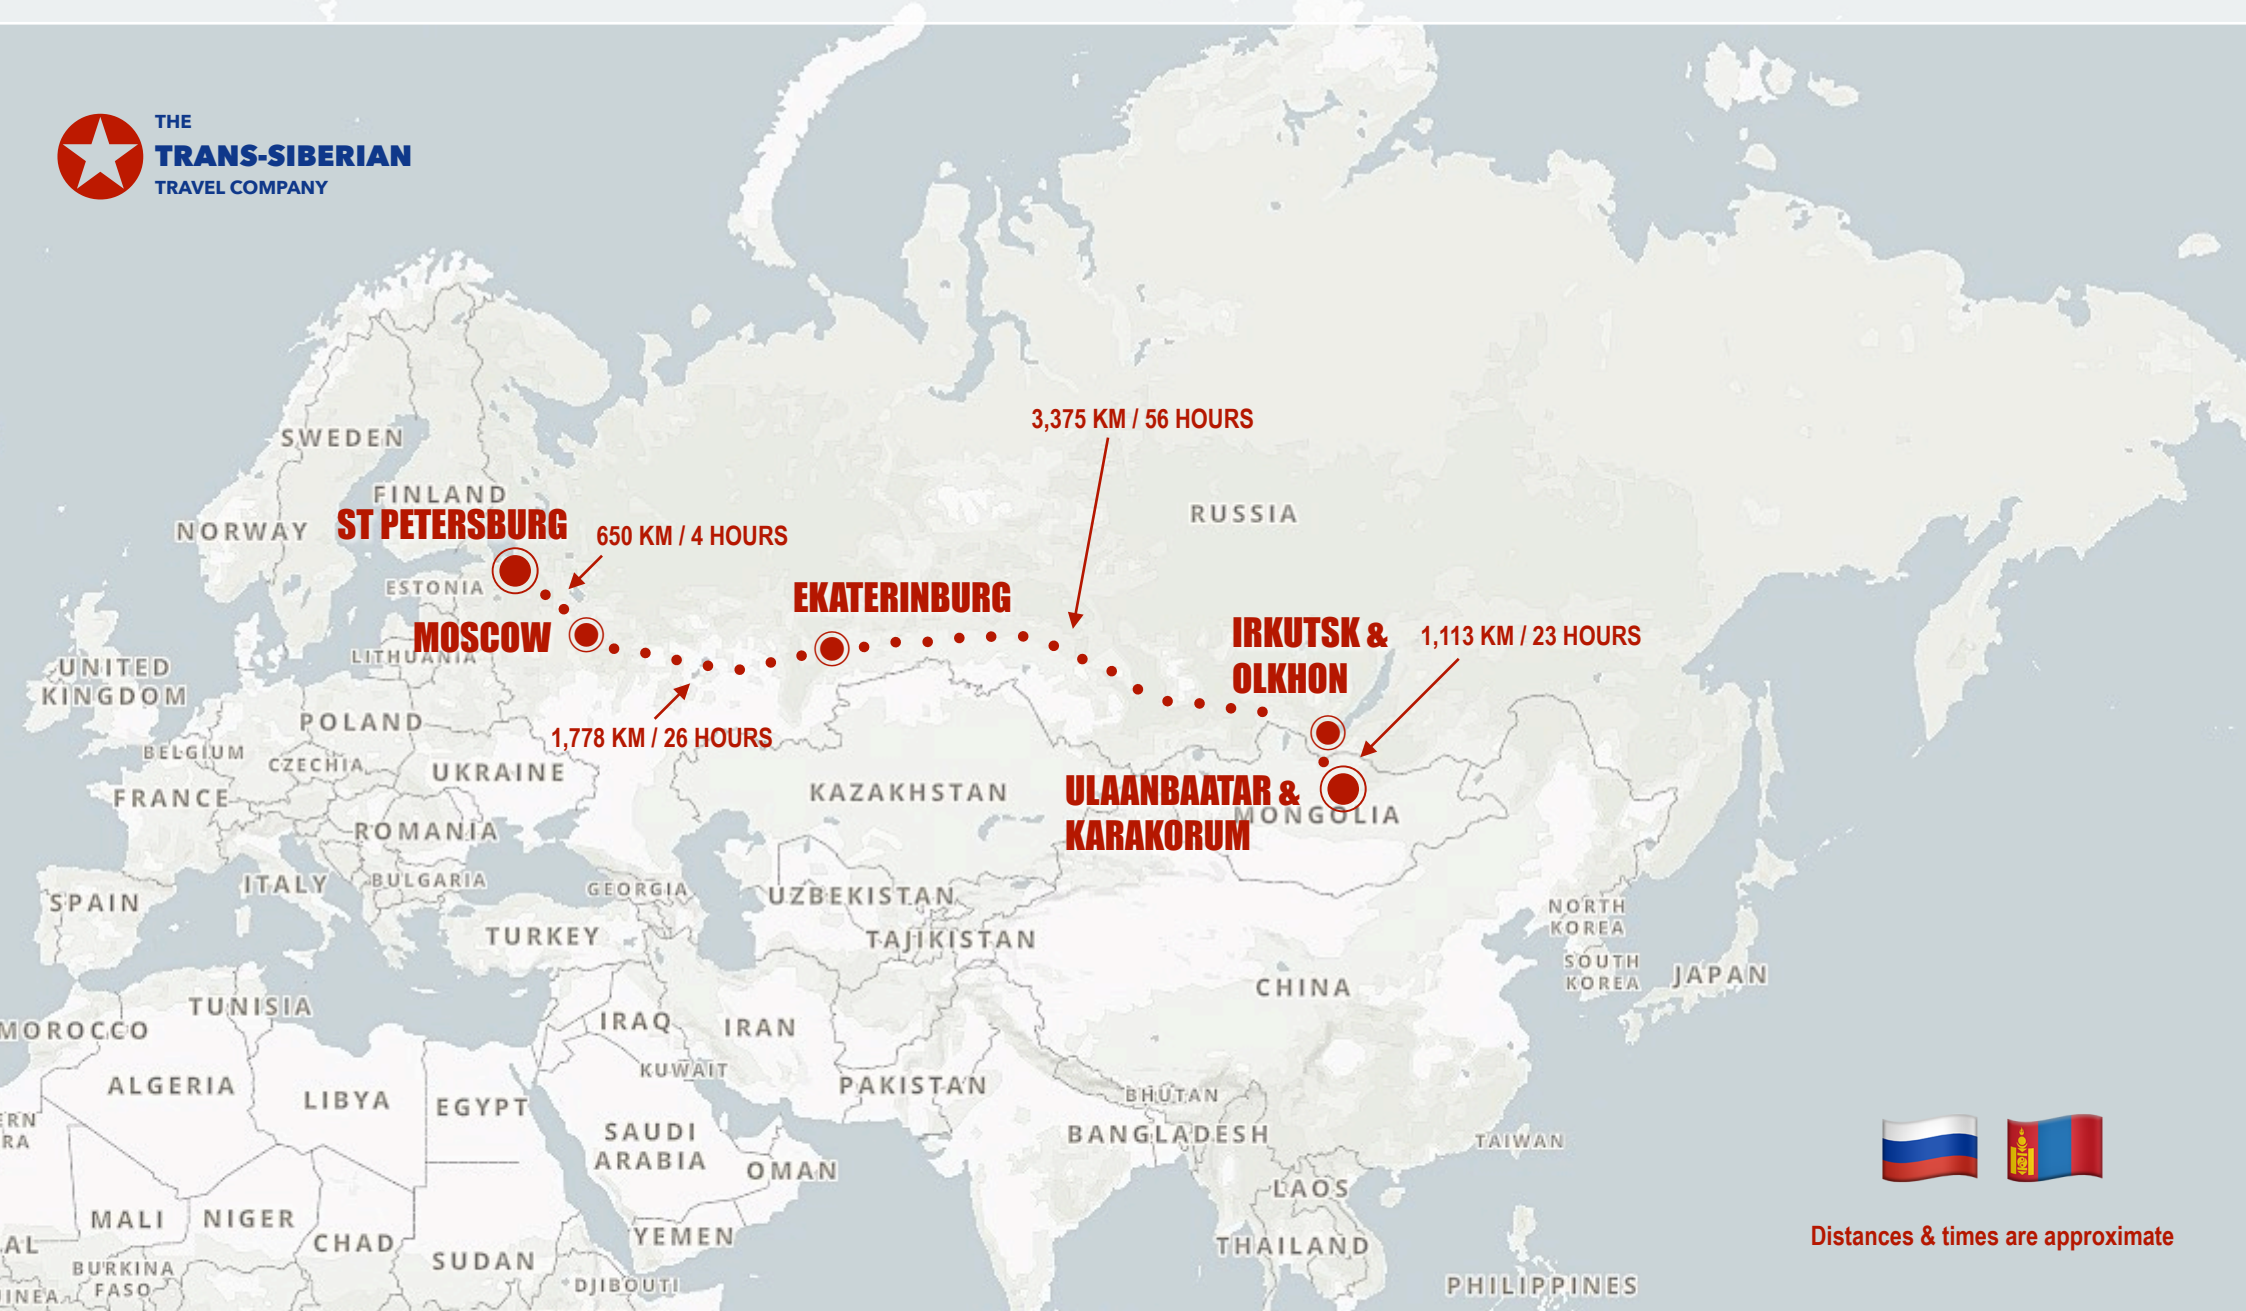 THE
TRANS-SIBERIAN
TRAVEL COMPANY
3,375 KM / 56 HOURS
SWEDEN
FINLAND
RUSSIA
NORWAY
ST PETERSBURG
650 KM / 4 HOURS
ESTONIA
EKATERINBURG
MOSCOW
LITHUANIA
IRKUTSK &
OLKHON
1,113 KM / 23 HOURS
UNITED
KINGDOM
POLAND
1,778 KM / 26 HOURS
BELGIUM
CZECHIA
UKRAINE
FRANCE
KAZAKHSTAN
ULAANBAATAR &
KARAKORUM
MONGOLIA
ROMANIA
ITALY
BULGARIA
GEORGIA
SPAIN
UZBEKISTAN
TURKEY
TAJIKISTAN
NORTH
KOREA
SOUTH
KOREA
JAPAN
CHINA
TUNISIA
MOROCCO
IRAQ
IRAN
KUWAIT
ALGERIA
LIBYA
EGYPT
PAKISTAN
BHUTAN
ERN
RA
SAUDI
ARABIA
OMAN
BANGLADESH
TAIWAN
LAOS
MALI
NIGER
CHAD
SUDAN
YEMEN
THAILAND
AL
BURKINA
FASO
INEA
DJIBOUTI
PHILIPPINES
Distances & times are approximate